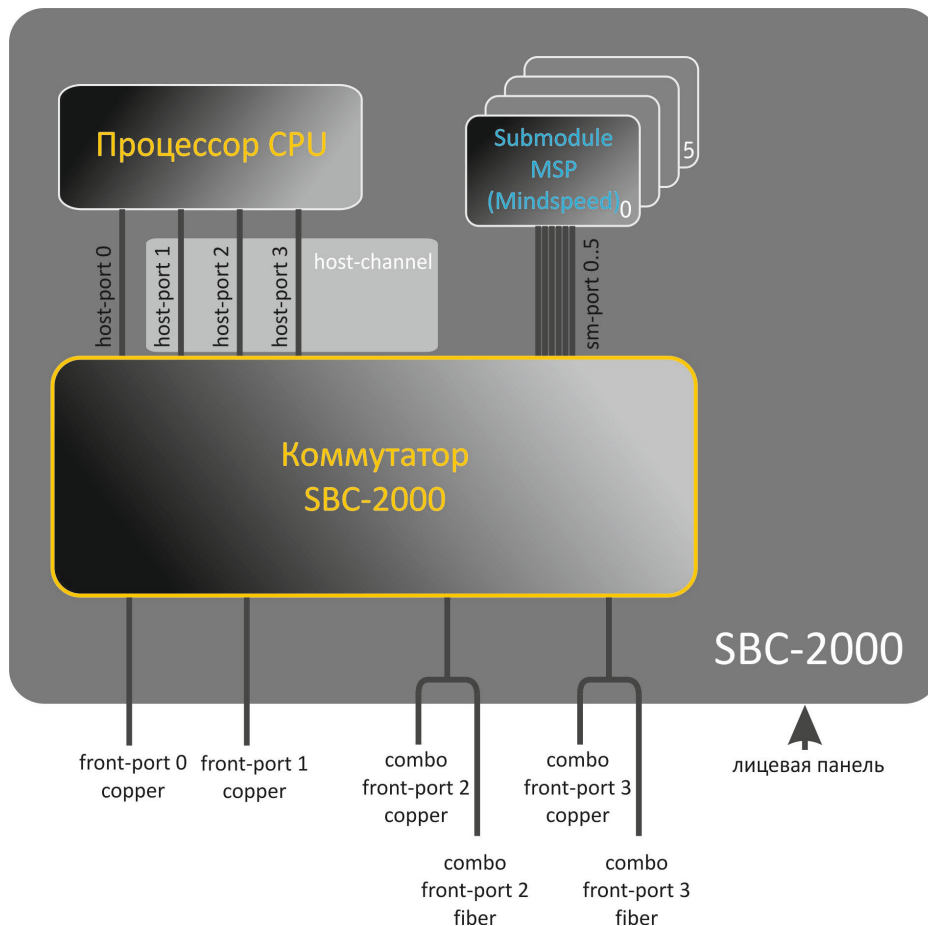 Процессор CPU
Submodule
MSP
(Mindspeed)
0
5
host-port 0
host-port 1
host-port 2
host-port 3
host-channel
sm-port 0..5
Коммутатор
SBC-2000
SBC-2000
front-port 0
copper
front-port 1
copper
combo
front-port 2
copper
combo
front-port 3
copper
лицевая панель
combo
front-port 2
fiber
combo
front-port 3
fiber